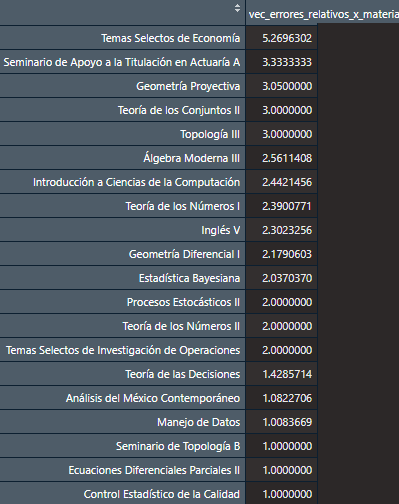 vec_errores_relativos_x_materia
Temas Selectos de Economía 5.2696302
Seminario de Apoyo a la Titulación en Actuaría A 3.3333333
Geometría Proyectiva 3.0500000
Teoría de los Conjuntos II 3.0000000
Topología III 3.0000000
Álgebra Moderna III 2.5611408
Introducción a Ciencias de la Computación 2.4421456
Teoría de los Números I 2.3900771
Inglés V 2.3023256
Geometría Diferencial I 2.1790603
Estadística Bayesiana 2.0370370
Procesos Estocásticos II 2.0000000
Teoría de los Números II 2.0000000
Temas Selectos de Investigación de Operaciones 2.0000000
Teoría de las Decisiones 1.4285714
Análisis del México Contemporáneo 1.0822706
Manejo de Datos 1.0083669
Seminario de Topología B 1.0000000
Ecuaciones Diferenciales Parciales II 1.0000000
Control Estadístico de la Calidad 1.0000000